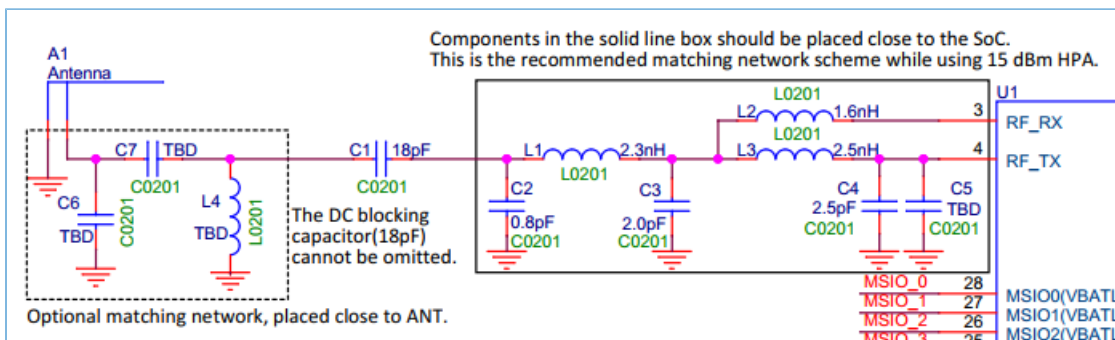 Components in the solid line box should be placed close to the SoC.
This is the recommended matching network scheme while using 15 dBm HPA.
A1
Antenna
U1
L0201
L2
1.6nH
3
RF_RX
L0201
C7
TBD
C1
18pF
L1
2.3nH
L3
2.5nH
4
RF_TX
C0201
C0201
L0201
C6
TBD
C0201
L4
TBD
L0201
The DC blocking
capacitor(18pF)
cannot be omitted.
C2
0.8pF
C0201
C3
2.0pF
C0201
C4
2.5pF
C0201
C5
TBD
C0201
Optional matching network, placed close to ANT.
MSIO_0
28
MSIO0(VBATL
MSIO_1
27
MSIO1(VBATL
MSIO_2
26
MSIO2(VBATL
MSIO_3
25